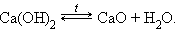 Ca(OH)₂ ⇌ᵗ CaO + H₂O.